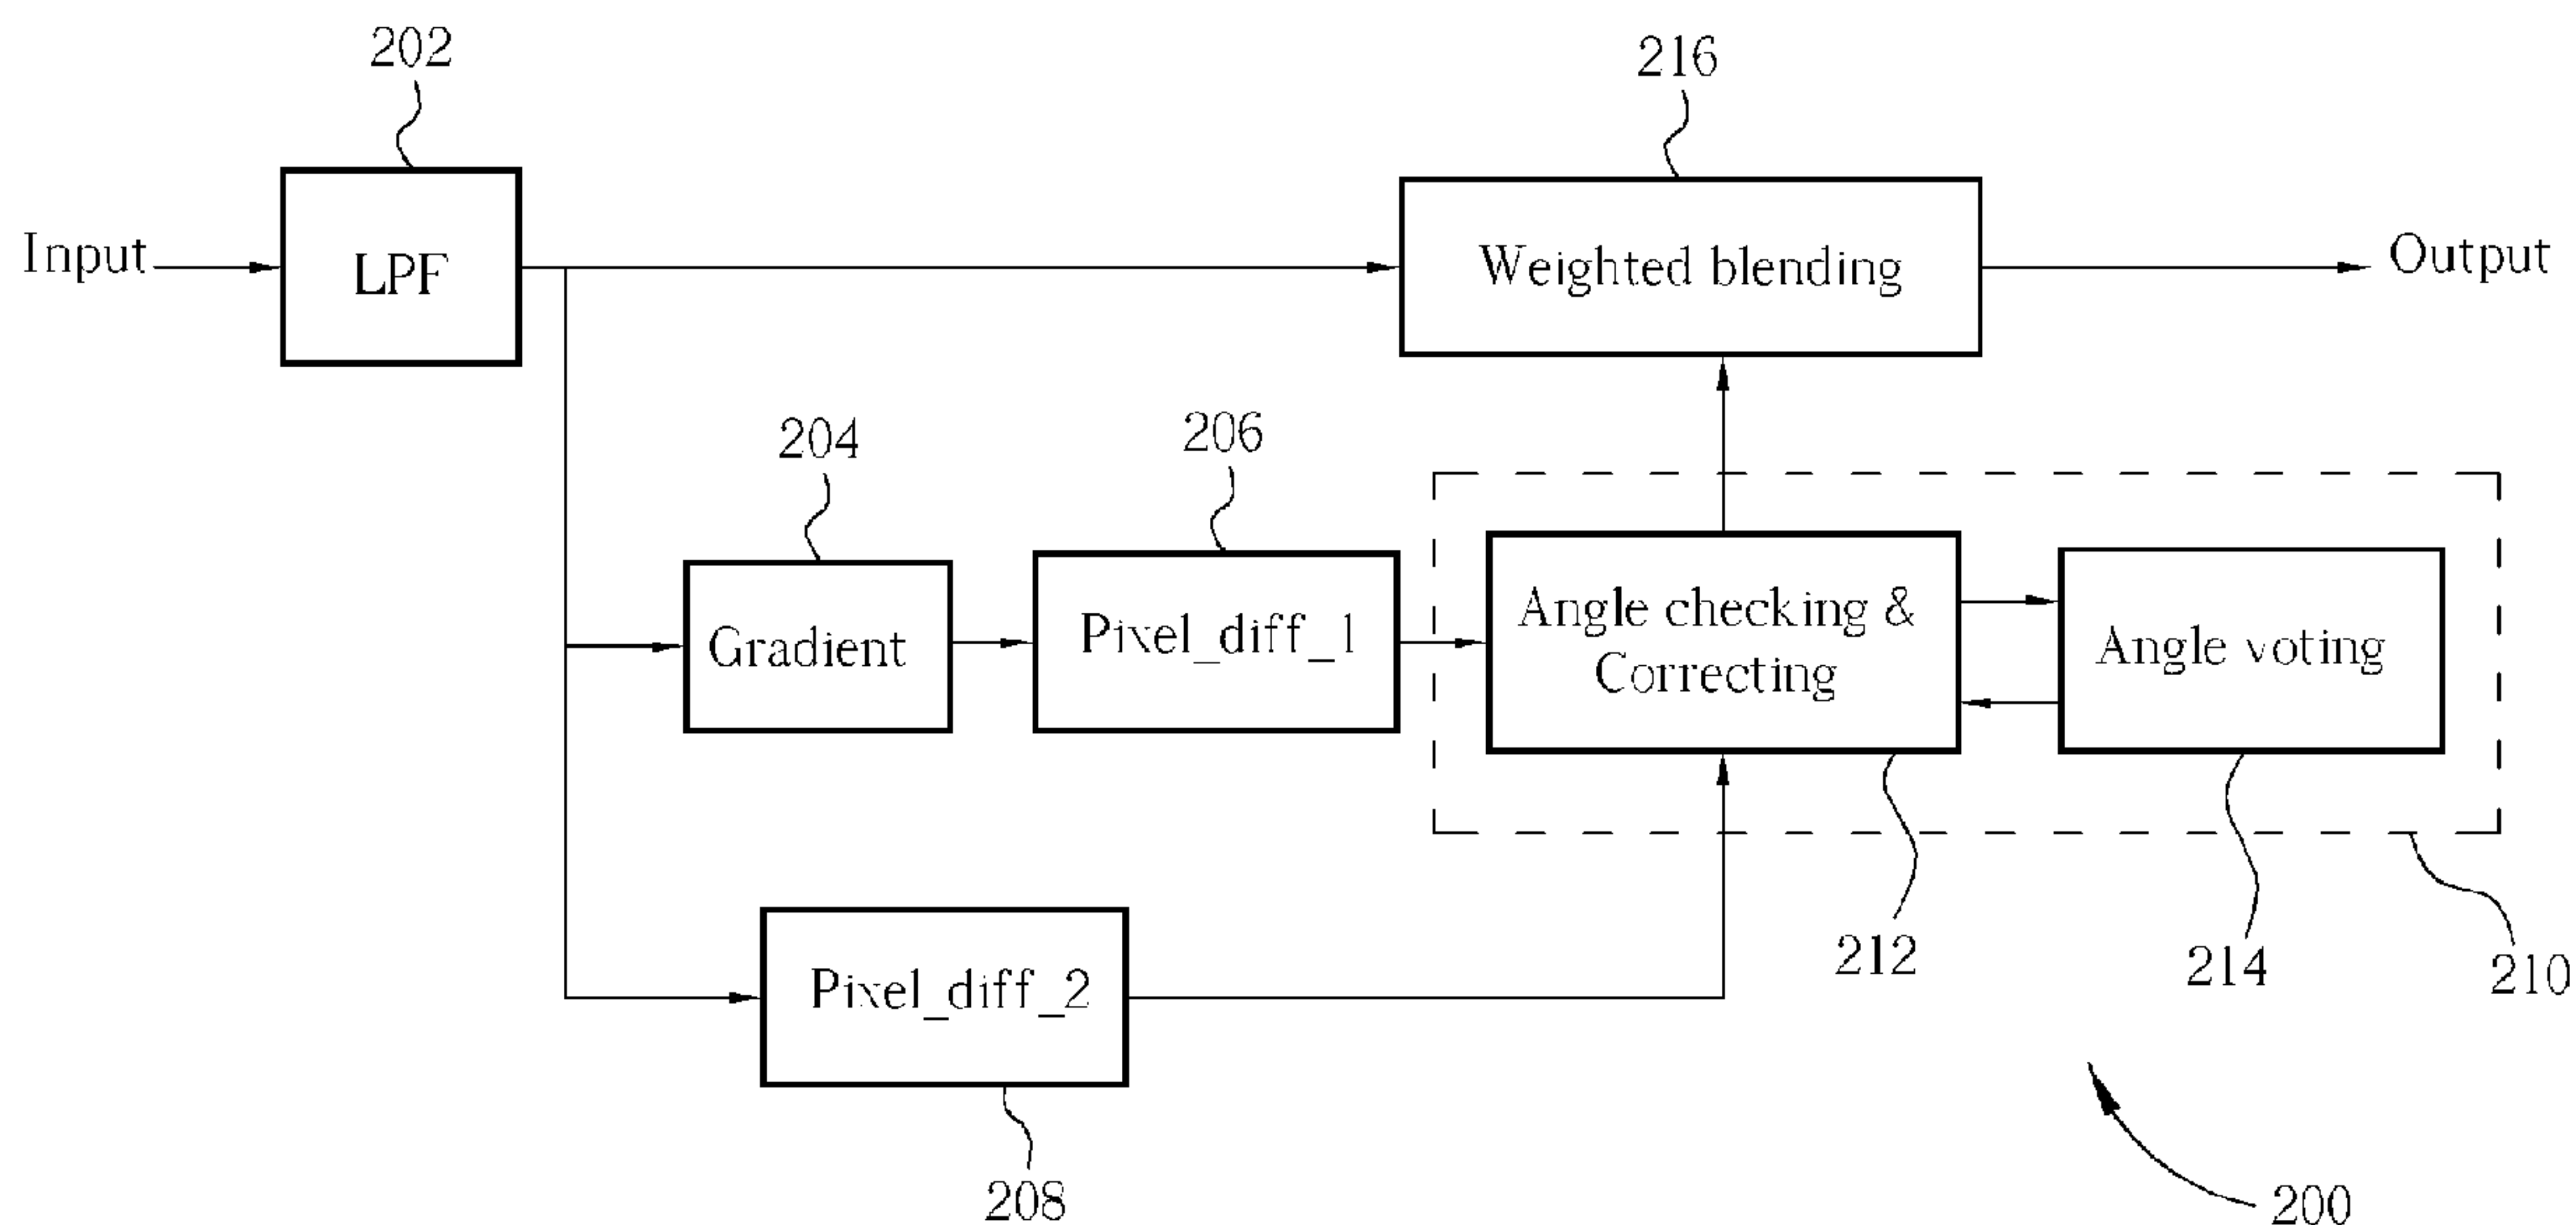 202
216
Input
LPF
Weighted blending
Output
204
206
Gradient
Pixel_diff_1
Angle checking &
Correcting
Angle voting
Pixel_diff_2
212
214
210
208
200